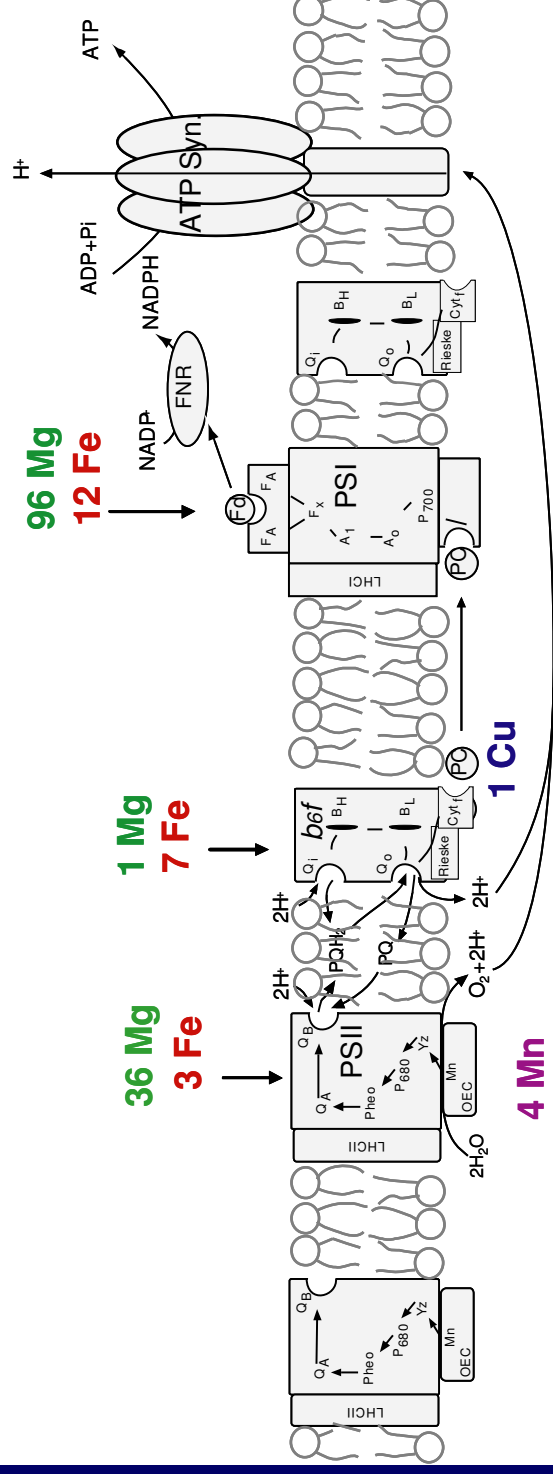 36 Mg
3 Fe
1 Mg
7 Fe
96 Mg
12 Fe
H+
ADP+Pi
ATP
ATP Syn.
NADP+
NADPH
FNR
Fd
LHCII
QA
QB
Pheo
P680
Yz
Mn
OEC
LHCII
QA
QB
PSII
Pheo
P680
Yz
Mn
OEC
2H2O
O2+2H+
4 Mn
2H+
2H+
PQH2
PQ
2H+
Qi
b6f
BH
Qo
BL
Rieske
Cyt f
PC
1 Cu
PC
LHCI
FA
FA
Fx
PSI
A1
Ao
P700
I
Qi
BH
Qo
BL
Rieske
Cyt f